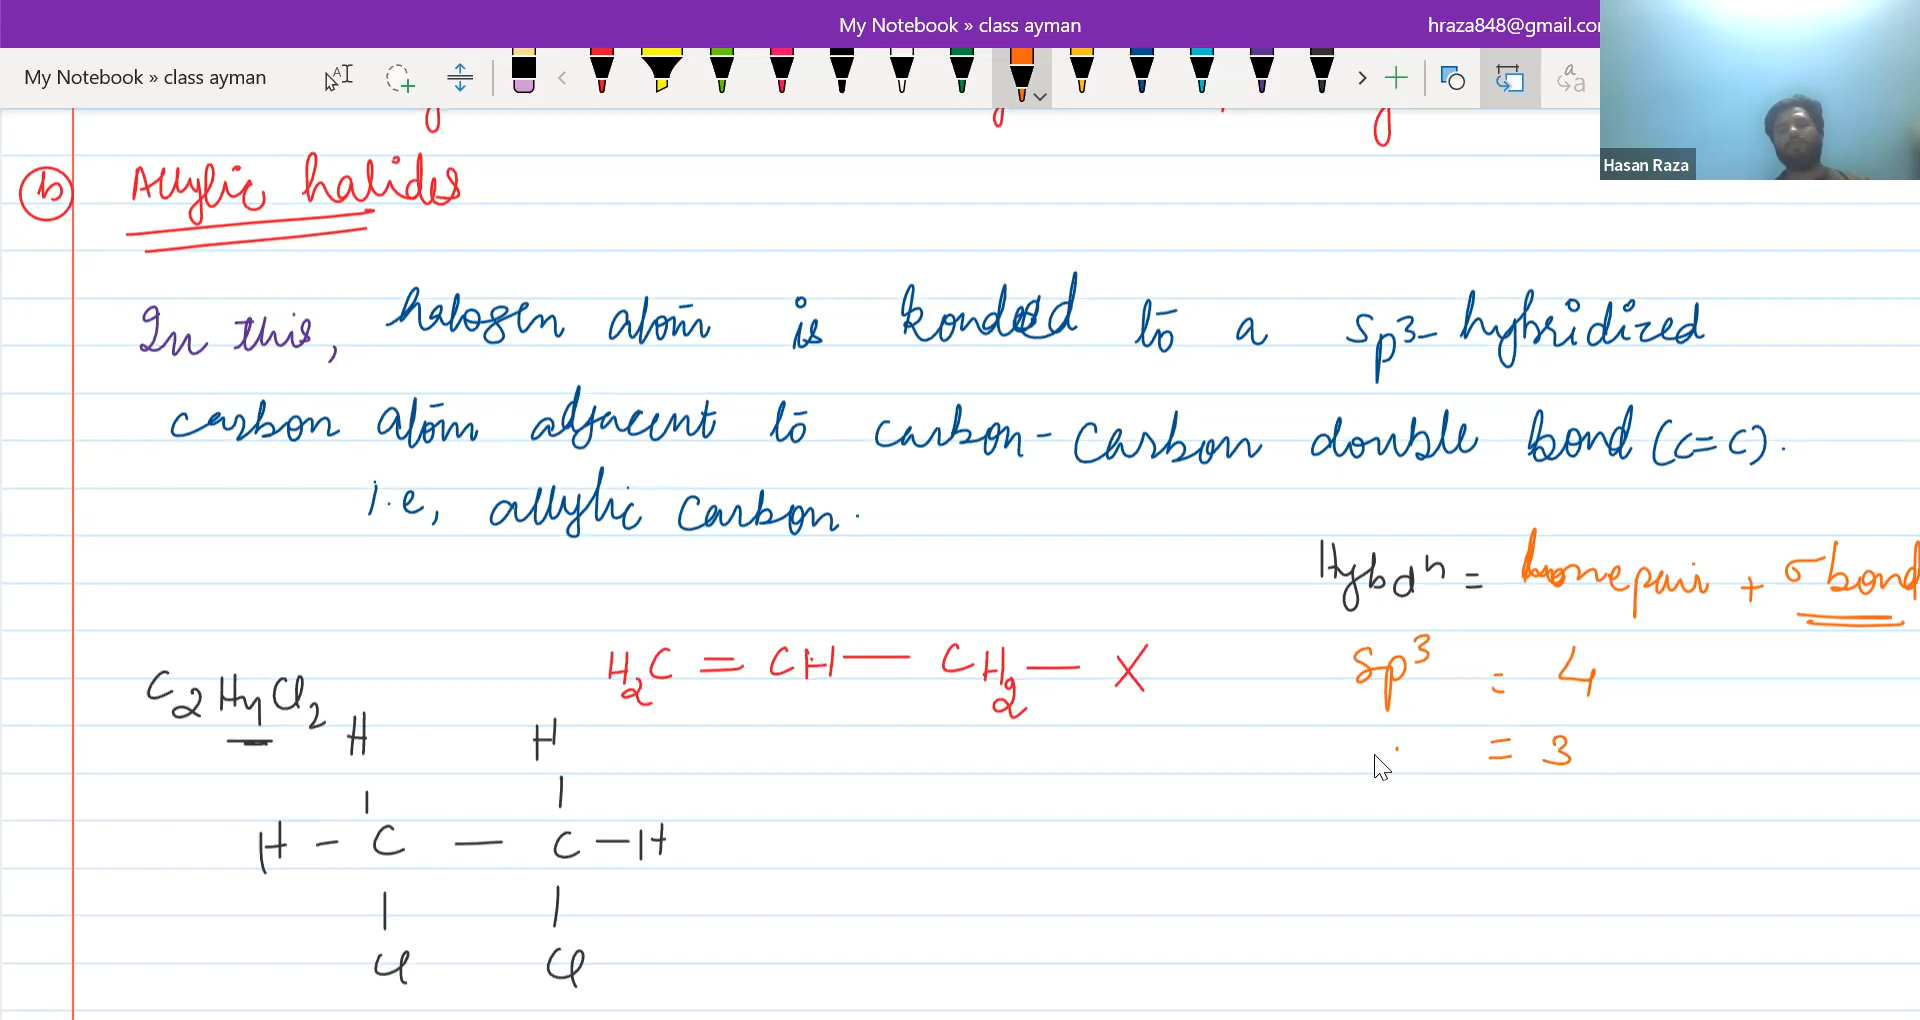 My Notebook » class ayman
hraza848@gmail.co
My Notebook » class ayman
Hasan Raza
b Allylic halides
In this, halogen atom is bonded to a sp3-hybridized
carbon atom adjacent to carbon-carbon double bond (C=C).
i.e, allylic carbon.
Hybdn = lone pair + σ bond
H2C = CH — CH2 — X
sp3 = 4
= 3
C2H4Cl2
H H
H - C — C - H
Cl Cl